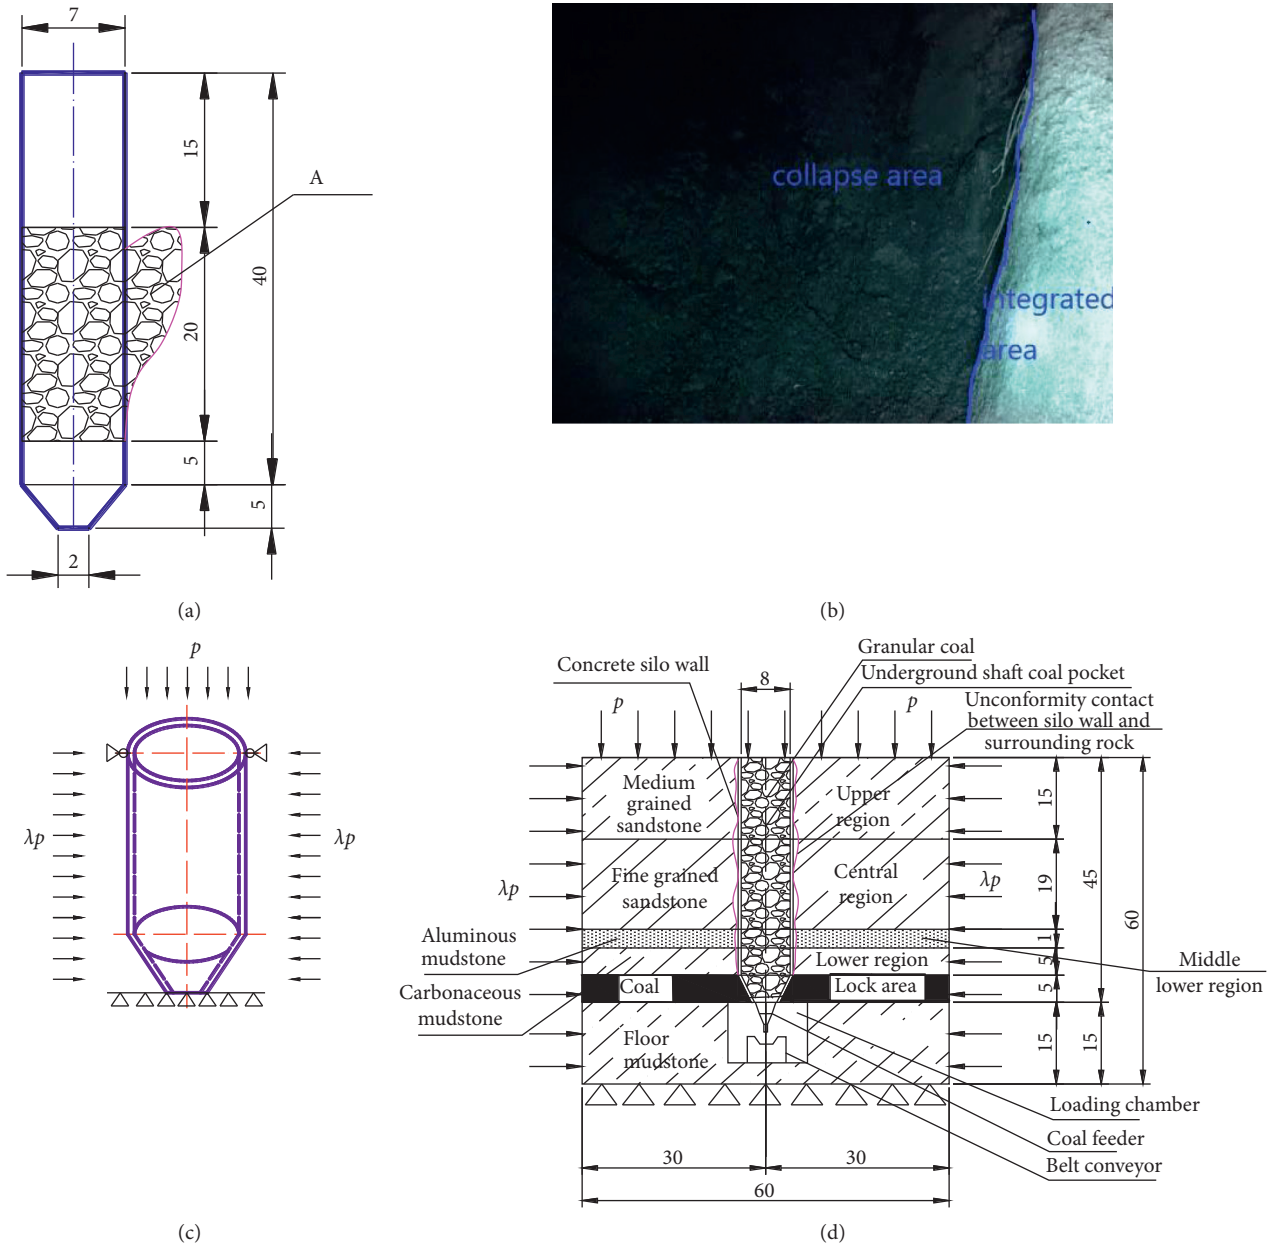 7
15
A
40
20
5
5
2
(a)
collapse area
integrated
area
(b)
p
λp
λp
(c)
Granular coal
Concrete silo wall
Underground shaft coal pocket
8
Unconformity contact
between silo wall and
surrounding rock
p
p
Medium
grained
sandstone
Upper
region
15
Fine grained
sandstone
Central
region
λp
λp
19
45
60
Aluminous
mudstone
1
Lower region
5
Middle
lower region
Carbonaceous
mudstone
Coal
Lock area
5
Floor
mudstone
15
15
Loading chamber
Coal feeder
Belt conveyor
30
30
60
(d)